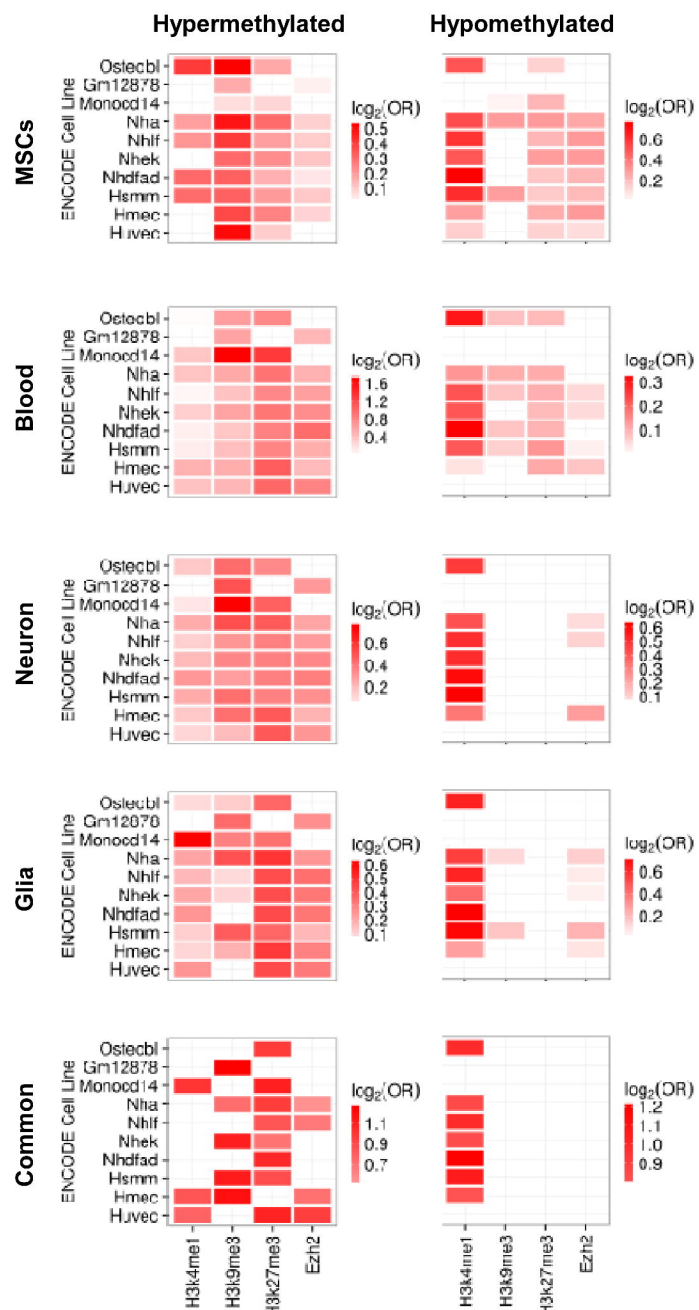 Hypermethylated Hypomethylated
MSCs
ENCODE Cell Line
Osteobl
Gm12878
Monocd14
Nha
Nhlf
Nhek
Nhdfad
Hsmm
Hmec
Huvec
log2(OR)
0.5
0.4
0.3
0.2
0.1
log2(OR)
0.6
0.4
0.2
Blood
ENCODE Cell Line
Osteobl
Gm12878
Monocd14
Nha
Nhlf
Nhek
Nhdfad
Hsmm
Hmec
Huvec
log2(OR)
1.6
1.2
0.8
0.4
log2(OR)
0.3
0.2
0.1
Neuron
ENCODE Cell Line
Osteobl
Gm12878
Monocd14
Nha
Nhlf
Nhek
Nhdfad
Hsmm
Hmec
Huvec
log2(OR)
0.6
0.4
0.2
log2(OR)
0.6
0.5
0.4
0.3
0.2
0.1
Glia
ENCODE Cell Line
Osteobl
Gm12878
Monocd14
Nha
Nhlf
Nhek
Nhdfad
Hsmm
Hmec
Huvec
log2(OR)
0.6
0.5
0.4
0.3
0.2
0.1
log2(OR)
0.6
0.4
0.2
Common
ENCODE Cell Line
Osteobl
Gm12878
Monocd14
Nha
Nhlf
Nhek
Nhdfad
Hsmm
Hmec
Huvec
log2(OR)
1.1
0.9
0.7
log2(OR)
1.2
1.1
1.0
0.9
H3k4me1
H3k9me3
H3k27me3
Ezh2
H3k4me1
H3k9me3
H3k27me3
Ezh2